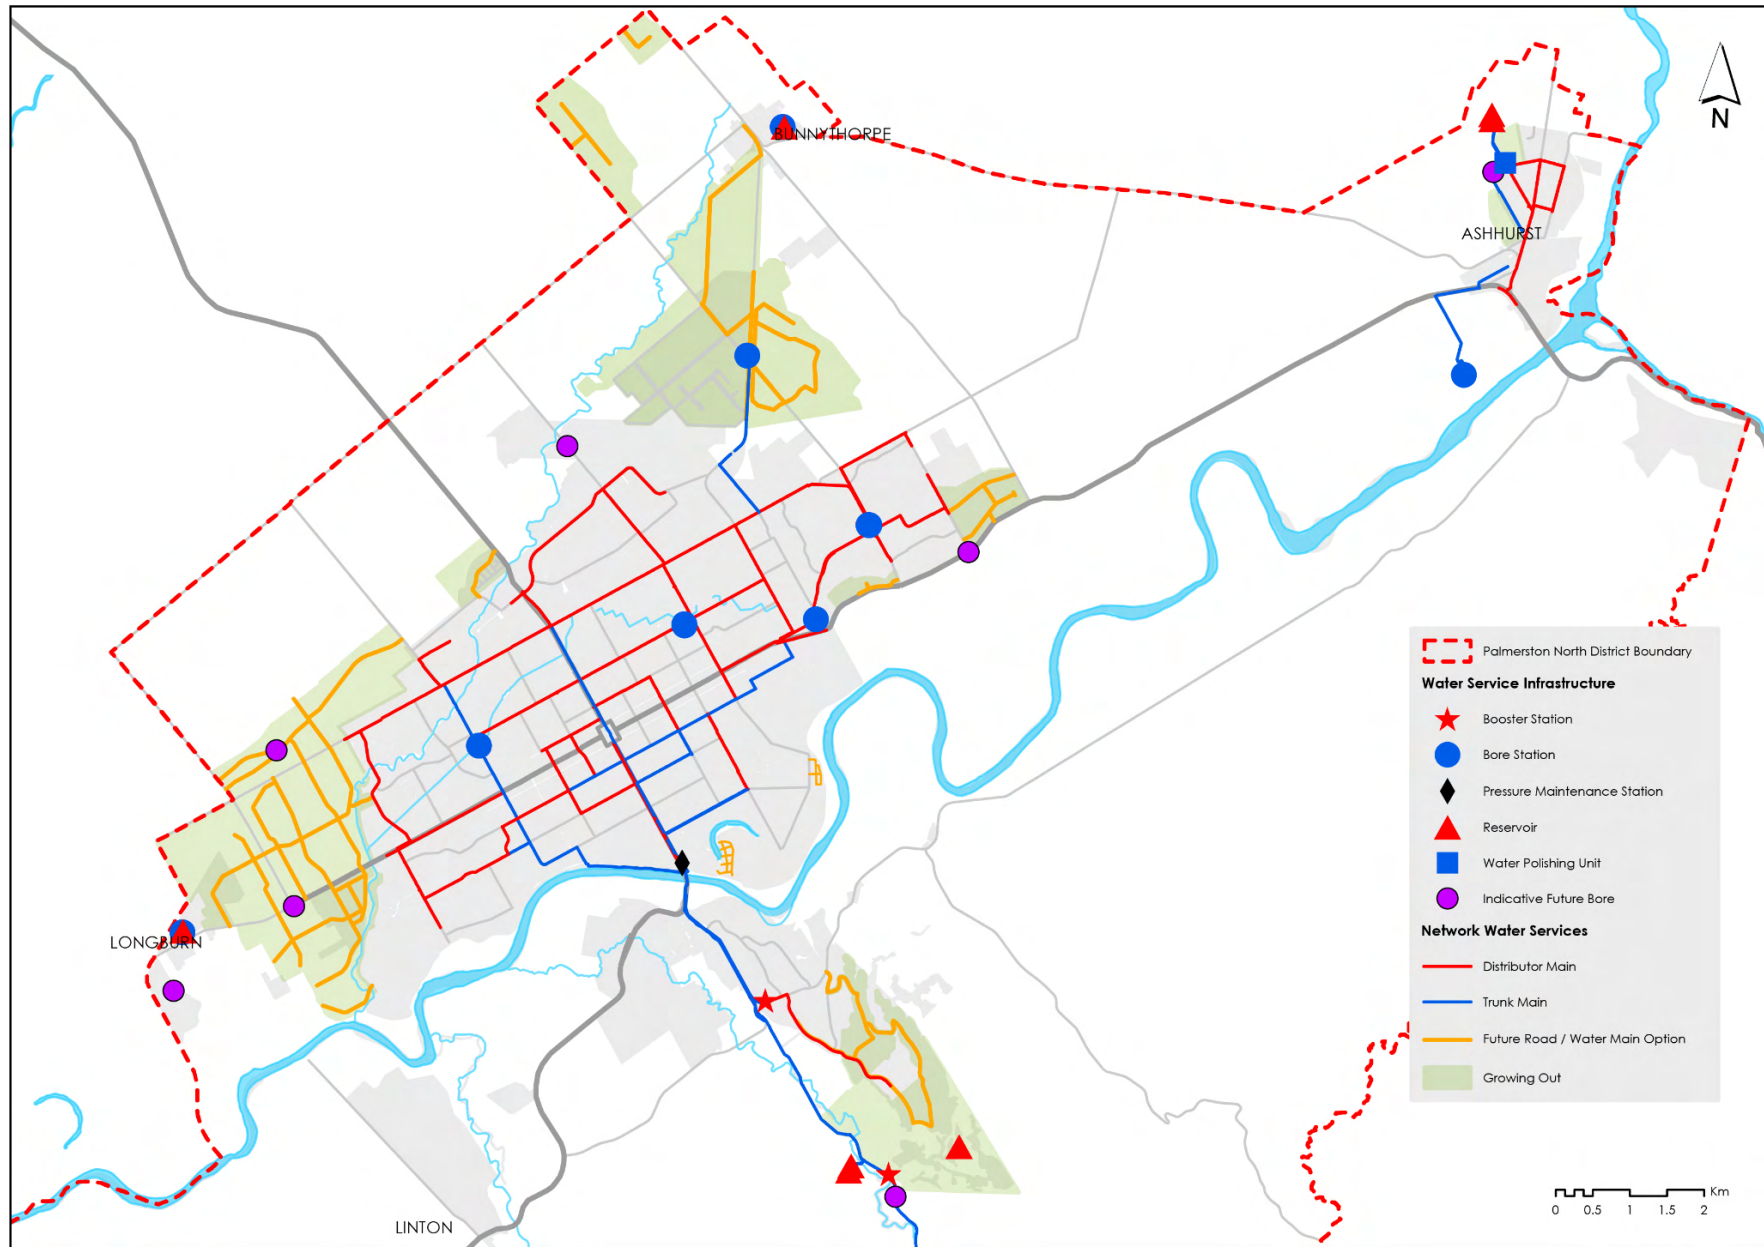 BUNNYTHORPE
N
ASHHURST
Palmerston North District Boundary
Water Service Infrastructure
Booster Station
Bore Station
Pressure Maintenance Station
Reservoir
Water Polishing Unit
Indicative Future Bore
Network Water Services
Distributor Main
Trunk Main
Future Road / Water Main Option
Growing Out
LONGBURN
LINTON
Km
0 0.5 1 1.5 2